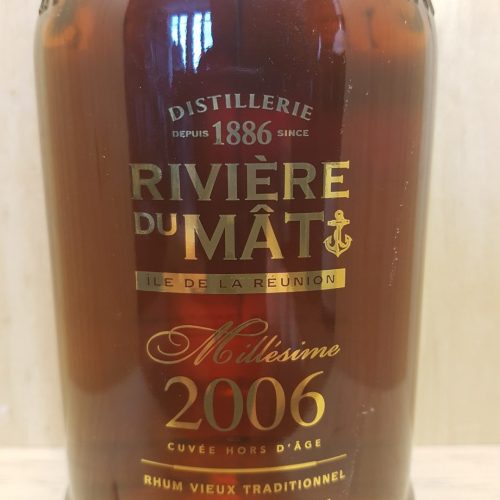 DISTILLERIE
DEPUIS 1886 SINCE
RIVIÈRE
DU MÂT
ÎLE DE LA RÉUNION
Millésime
2006
CUVÉE HORS D'ÂGE
RHUM VIEUX TRADITIONNEL